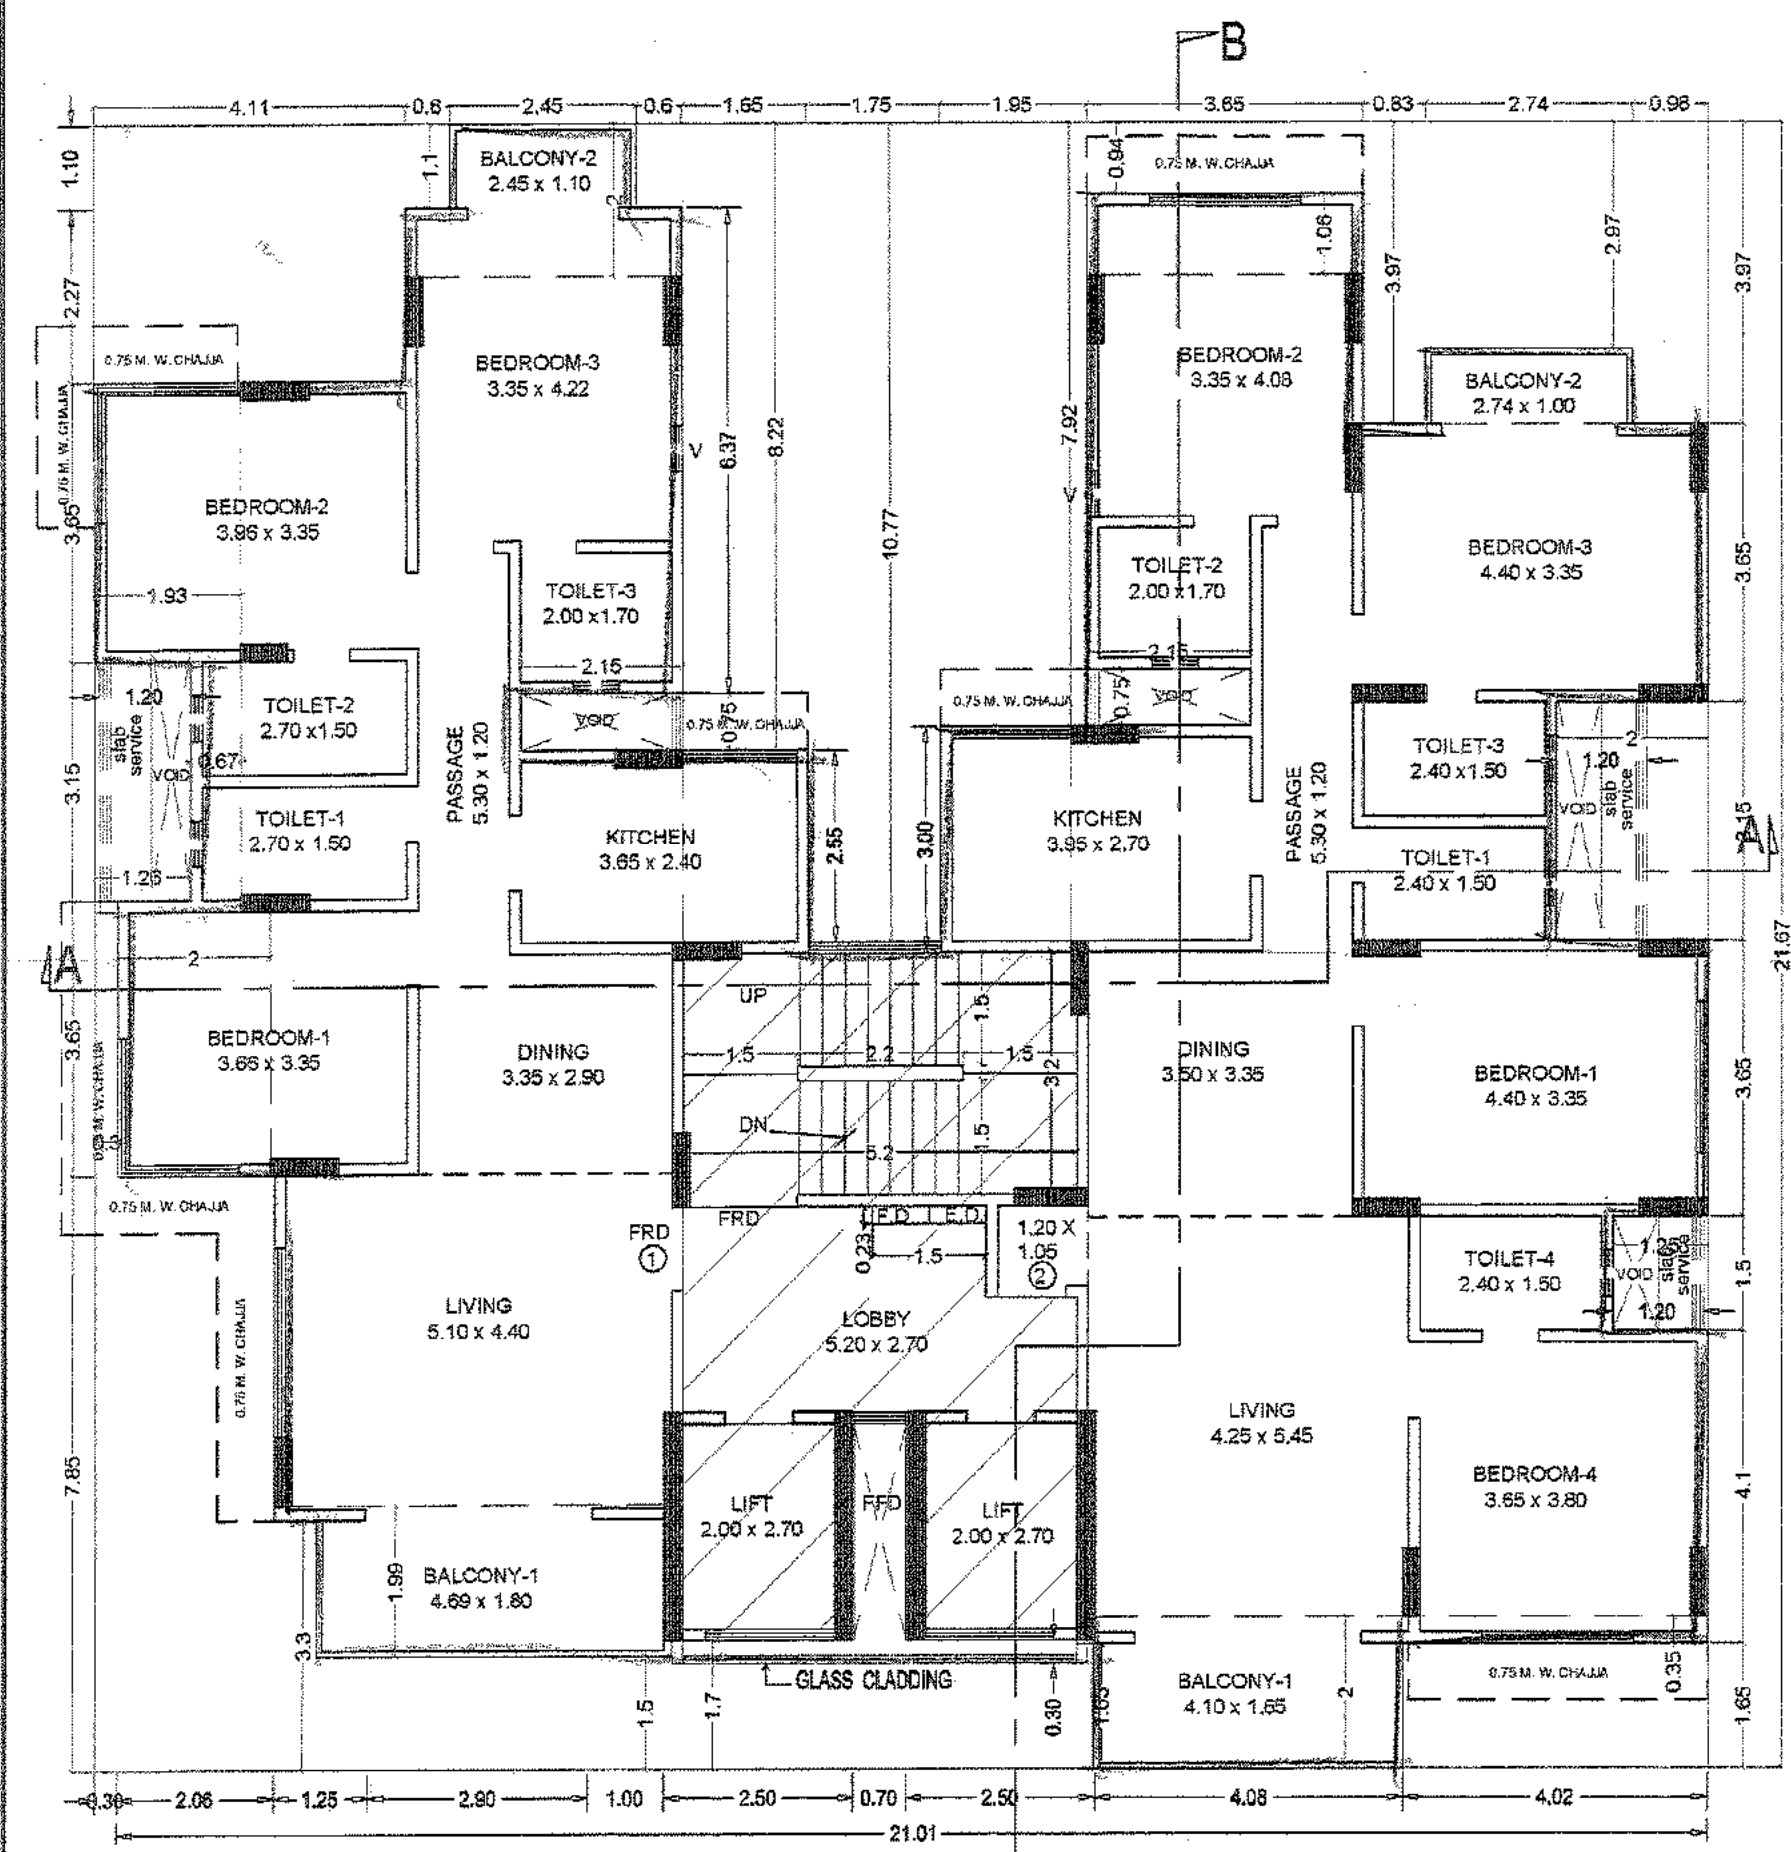 B
4.11
0.6
2.45
0.6
1.65
1.75
1.95
3.65
0.83
2.74
0.98
1.10
1.1
BALCONY-2
2.45 x 1.10
2
0.94
0.75 M. W. CHAJJA
1.06
3.97
2.97
3.97
2.27
0.75 M. W. CHAJJA
0.75 M. W. CHAJJA
BEDROOM-3
3.35 x 4.22
BEDROOM-2
3.35 x 4.08
BALCONY-2
2.74 x 1.00
V
6.37
8.22
10.77
7.92
V
3.65
BEDROOM-2
3.96 x 3.35
1.93
BEDROOM-3
4.40 x 3.35
3.65
TOILET-3
2.00 x1.70
2.15
TOILET-2
2.00 x1.70
2.15
1.20
slab
service
VOID
0.67
TOILET-2
2.70 x1.50
PASSAGE
5.30 x 1.20
VOID
0.75
0.75 M. W. CHAJJA
0.75 M. W. CHAJJA
0.75
VOID
TOILET-3
2.40 x1.50
2
1.20
VOID
slab
service
3.15
TOILET-1
2.70 x 1.50
1.25
KITCHEN
3.65 x 2.40
2.55
3.00
KITCHEN
3.95 x 2.70
PASSAGE
5.30 x 1.20
TOILET-1
2.40 x 1.50
3.15
A
21.67
A
2
UP
1.5
3.65
BEDROOM-1
3.66 x 3.35
DINING
3.35 x 2.90
1.5
2.2
1.5
3.2
DINING
3.50 x 3.35
BEDROOM-1
4.40 x 3.35
3.65
DN
1.5
5.2
0.75 M. W. CHAJJA
FRD
1
FRD
F.D
E.D
0.23
1.5
1.20 X
1.05
2
TOILET-4
2.40 x 1.50
1.25
VOID
slab
service
1.20
1.5
0.75 M. W. CHAJJA
LIVING
5.10 x 4.40
LOBBY
5.20 x 2.70
LIVING
4.25 x 5.45
7.85
LIFT
2.00 x 2.70
FFD
LIFT
2.00 x 2.70
BEDROOM-4
3.65 x 3.80
4.1
1.99
BALCONY-1
4.69 x 1.80
3.3
1.5
1.7
GLASS CLADDING
0.30
1.65
BALCONY-1
4.10 x 1.65
2
0.75 M. W. CHAJJA
0.35
1.65
0.30
2.06
1.25
2.90
1.00
2.50
0.70
2.50
4.08
4.02
21.01